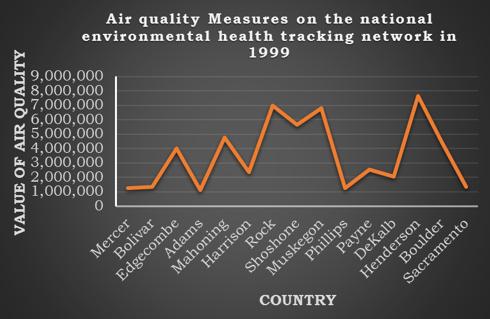 Air quality Measures on the national
environmental health tracking network in
1999
VALUE OF AIR QUALITY
9,000,000
8,000,000
7,000,000
6,000,000
5,000,000
4,000,000
3,000,000
2,000,000
1,000,000
0
Mercer
Bolivar
Edgecombe
Adams
Mahoning
Harrison
Rock
Shoshone
Muskegon
Phillips
Payne
DeKalb
Henderson
Boulder
Sacramento
COUNTRY